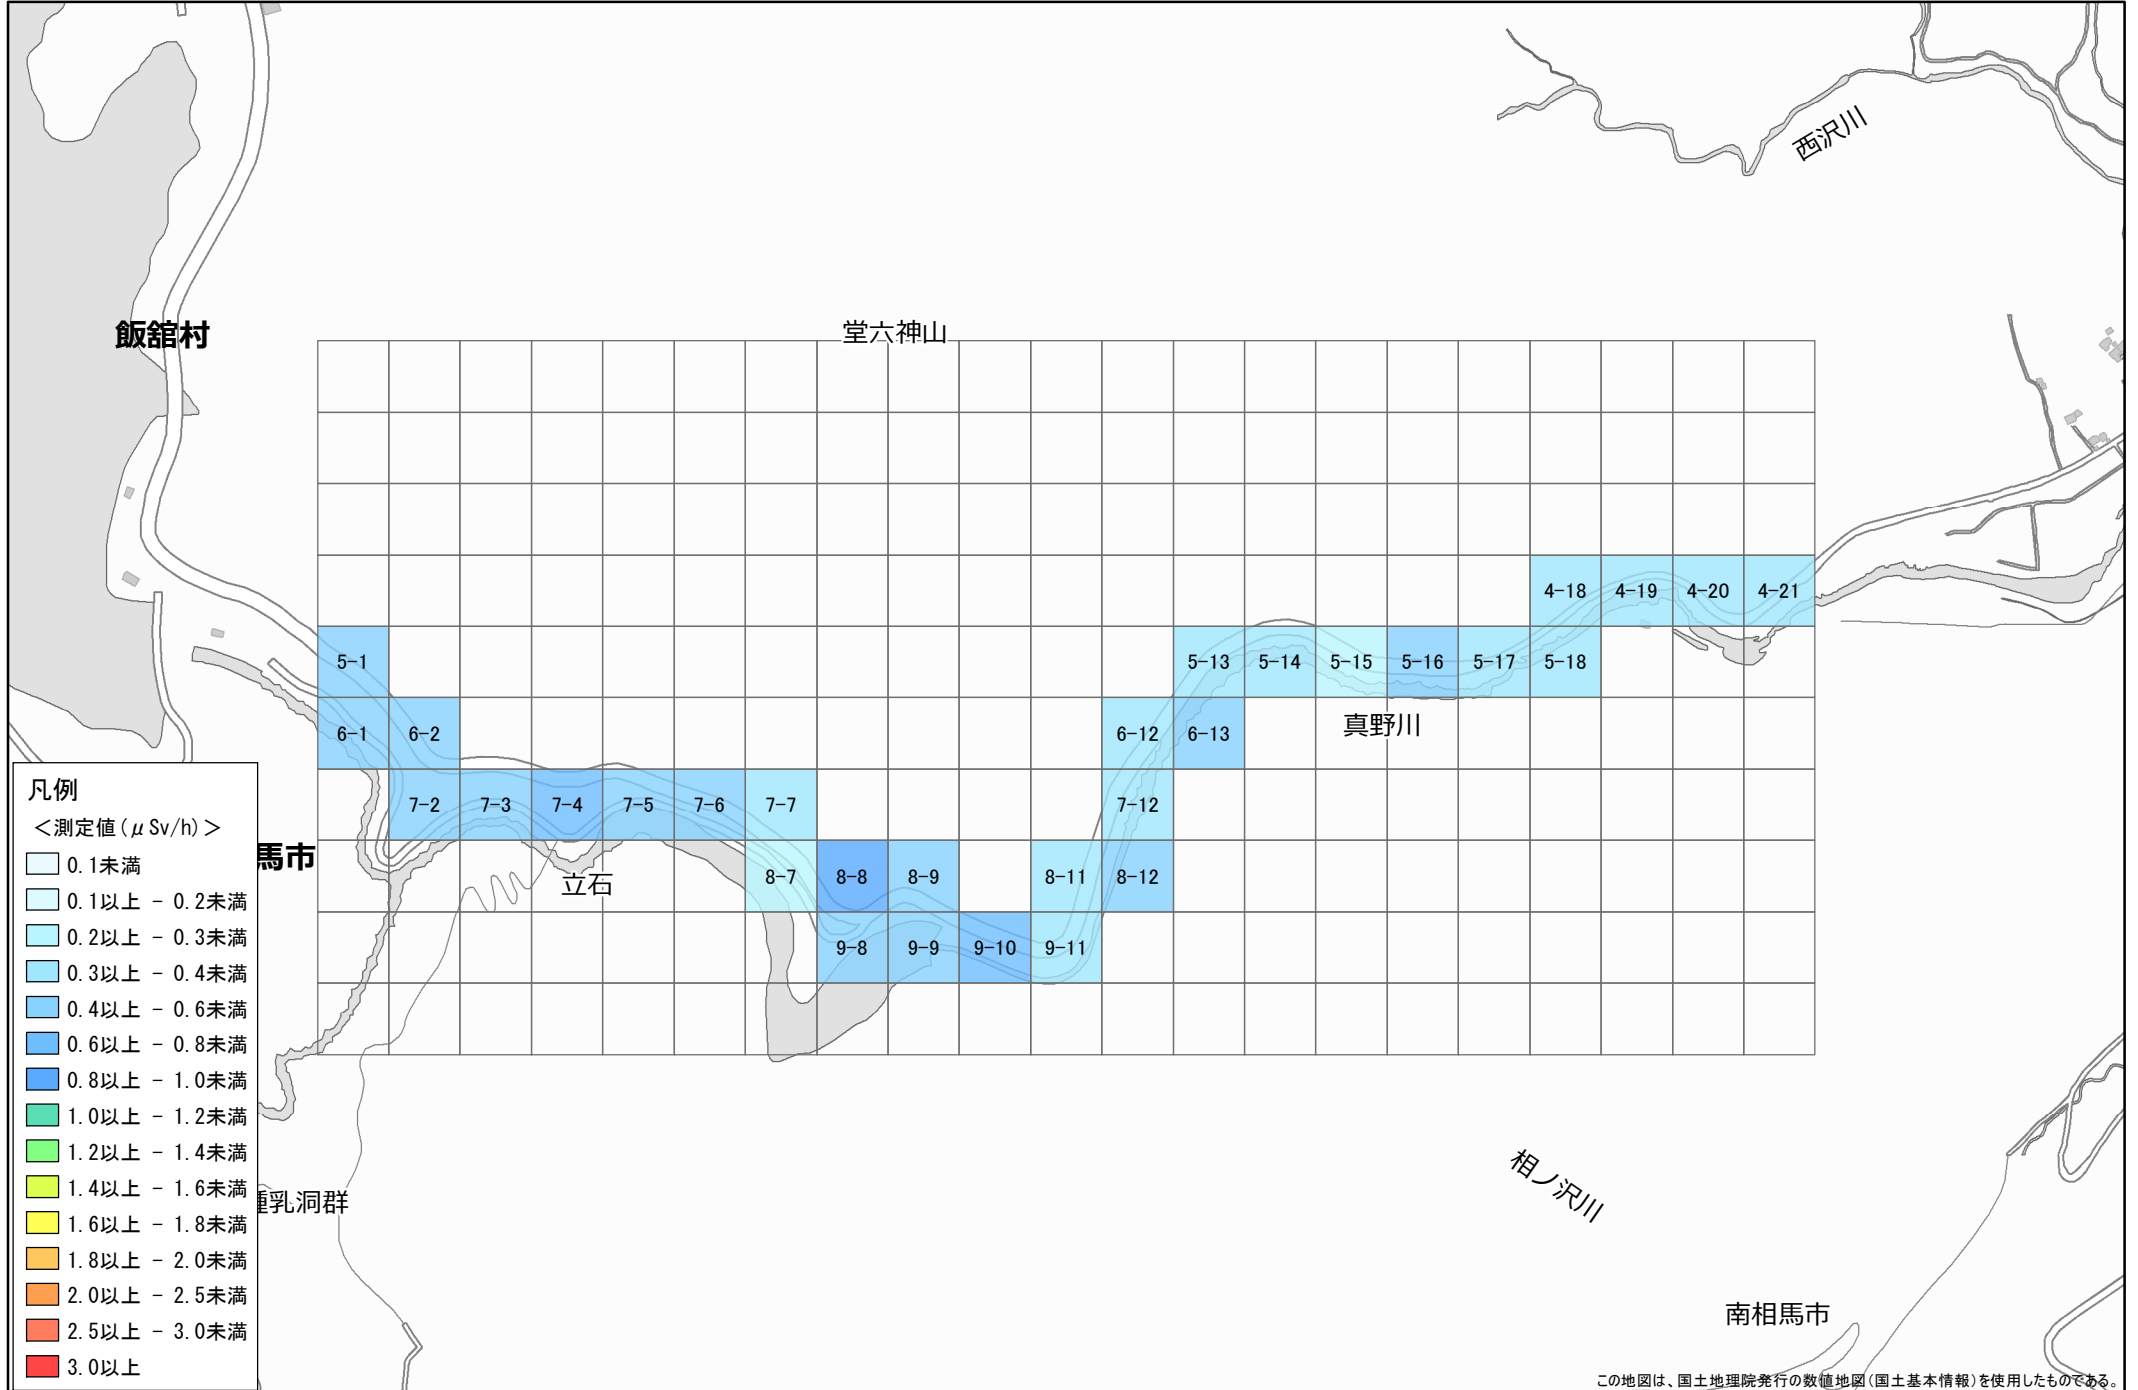 西沢川
飯舘村
堂六神山
4-18 4-19 4-20 4-21
5-1 5-13 5-14 5-15 5-16 5-17 5-18
6-1 6-2 6-12 6-13
真野川
7-2 7-3 7-4 7-5 7-6 7-7 7-12
馬市
8-7 8-8 8-9 8-11 8-12
立石
9-8 9-9 9-10 9-11
凡例
＜測定値(μSv/h)＞
0.1未満
0.1以上 - 0.2未満
0.2以上 - 0.3未満
0.3以上 - 0.4未満
0.4以上 - 0.6未満
0.6以上 - 0.8未満
0.8以上 - 1.0未満
1.0以上 - 1.2未満
1.2以上 - 1.4未満
1.4以上 - 1.6未満
1.6以上 - 1.8未満
1.8以上 - 2.0未満
2.0以上 - 2.5未満
2.5以上 - 3.0未満
3.0以上
乳洞群
相ノ沢川
南相馬市
この地図は、国土地理院発行の数値地図(国土基本情報)を使用したものである。